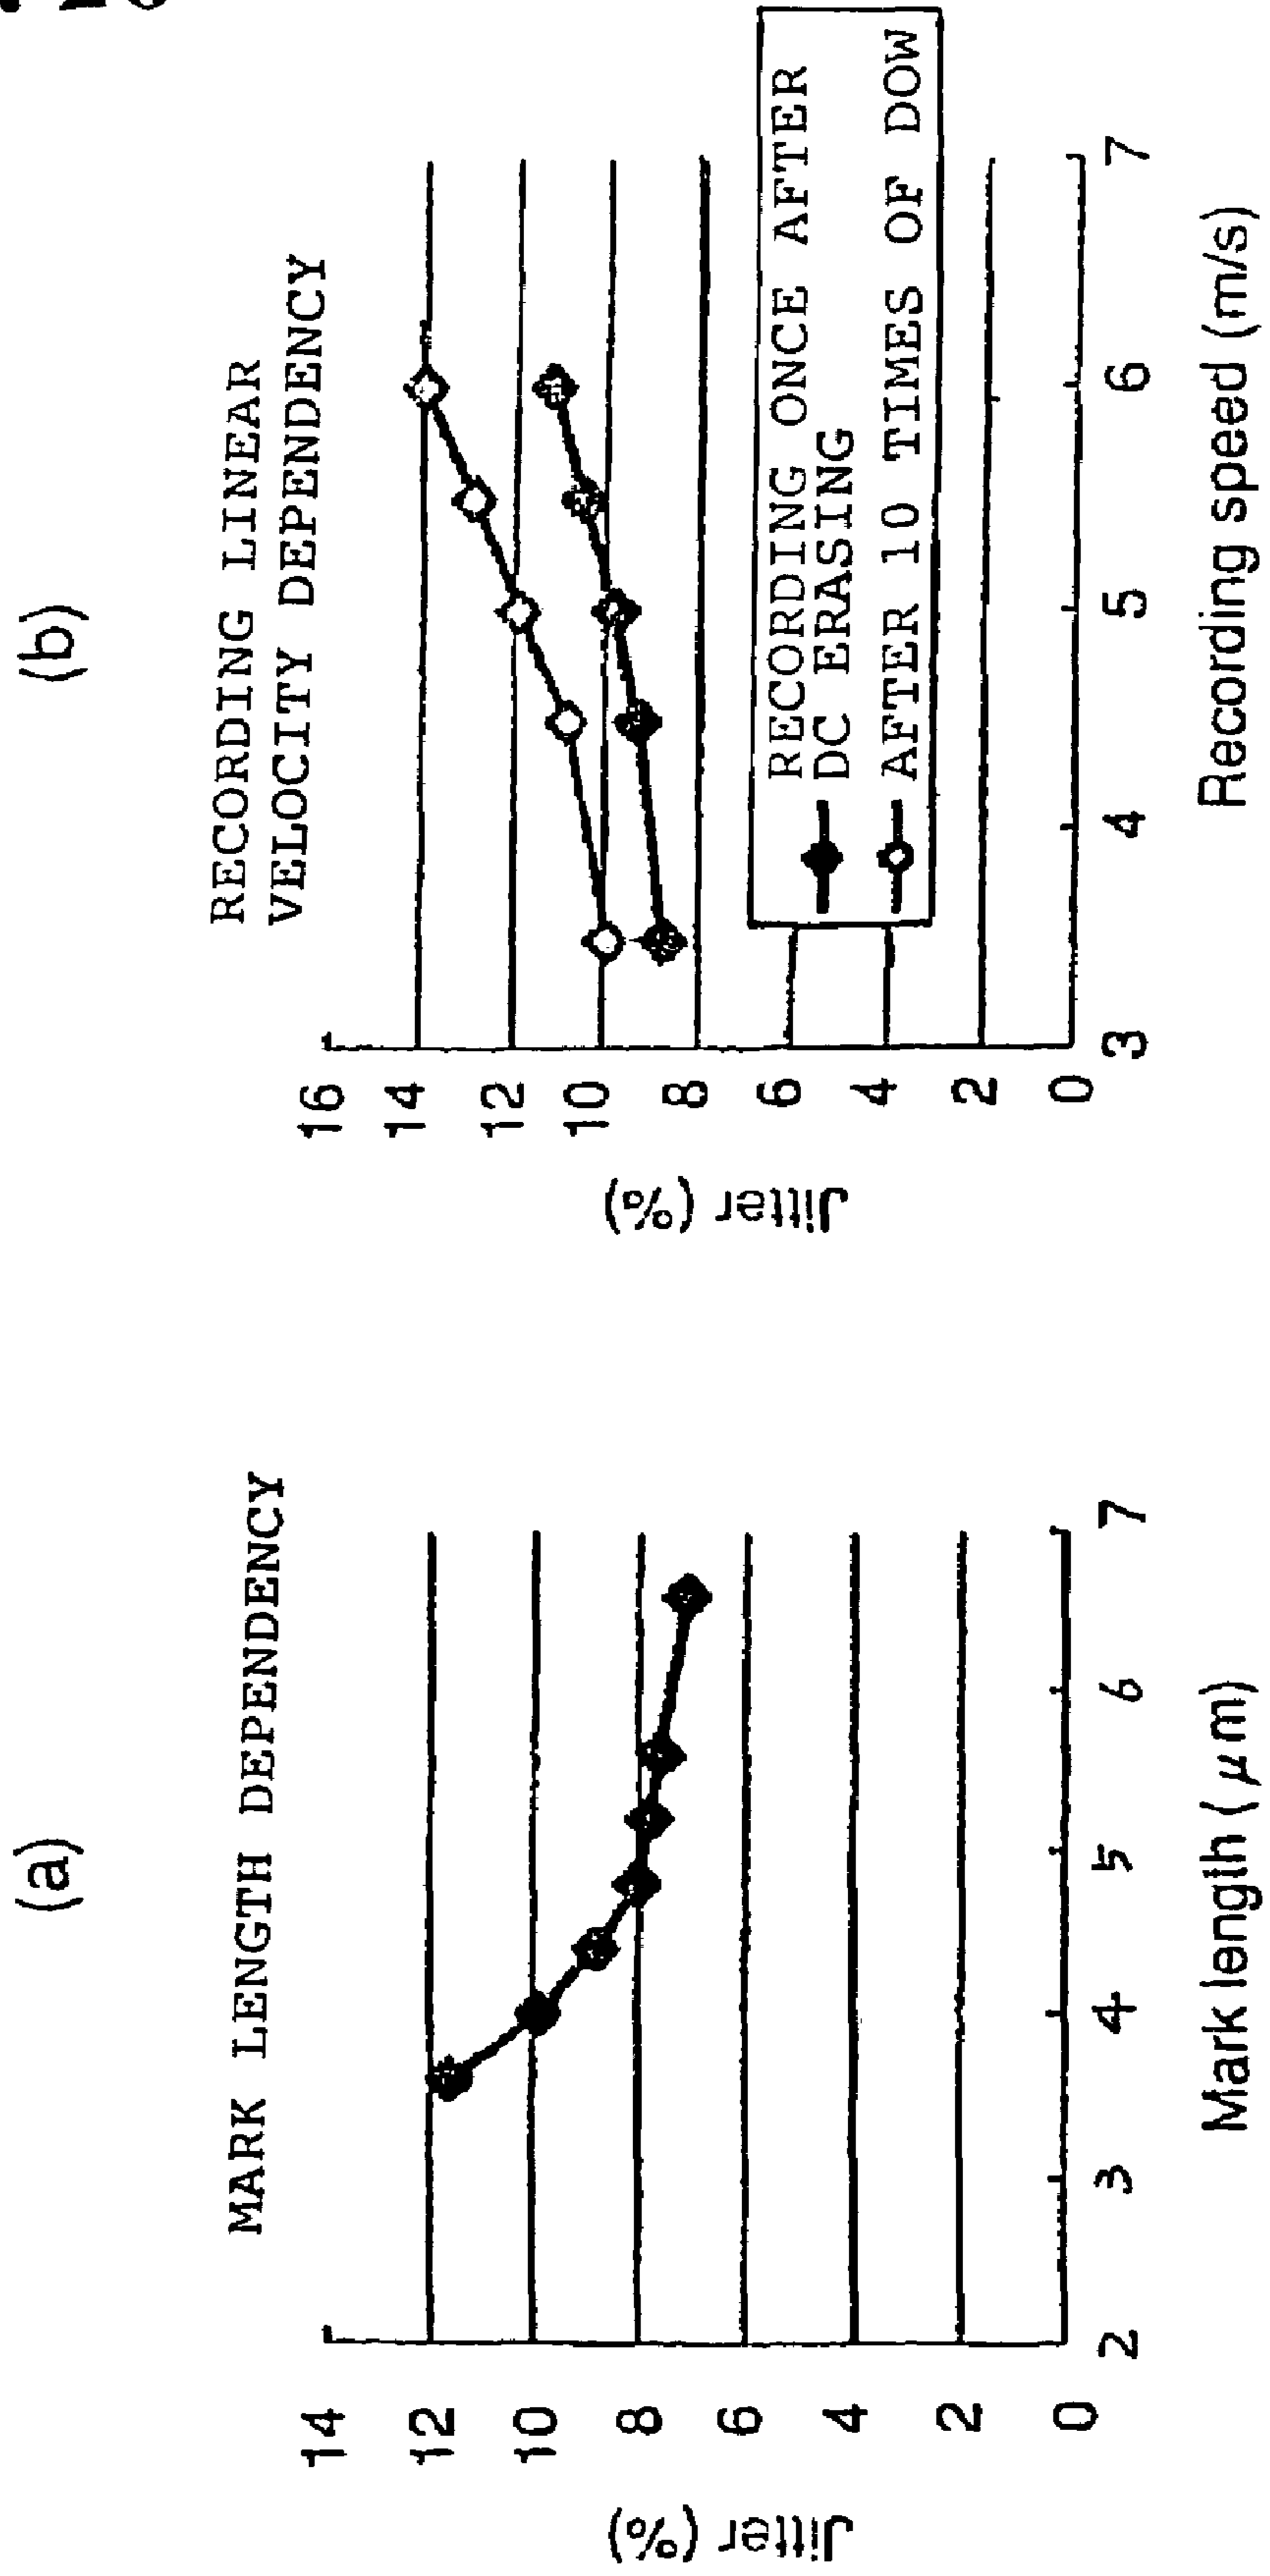 (a)
MARK LENGTH DEPENDENCY
14
12
10
8
6
4
2
0
Jitter (%)
2
3
4
5
6
7
Mark length (μm)
(b)
RECORDING LINEAR
VELOCITY DEPENDENCY
16
14
12
10
8
6
4
2
0
Jitter (%)
RECORDING ONCE AFTER
DC ERASING
AFTER 10 TIMES OF DOW
3
4
5
6
7
Recording speed (m/s)